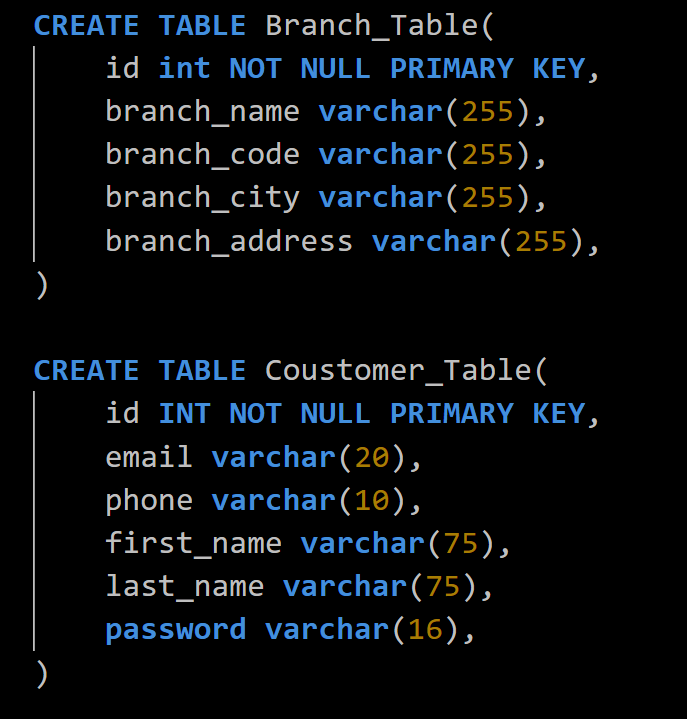 CREATE TABLE Branch_Table(
    id int NOT NULL PRIMARY KEY,
    branch_name varchar(255),
    branch_code varchar(255),
    branch_city varchar(255),
    branch_address varchar(255),
)

CREATE TABLE Coustomer_Table(
    id INT NOT NULL PRIMARY KEY,
    email varchar(20),
    phone varchar(10),
    first_name varchar(75),
    last_name varchar(75),
    password varchar(16),
)